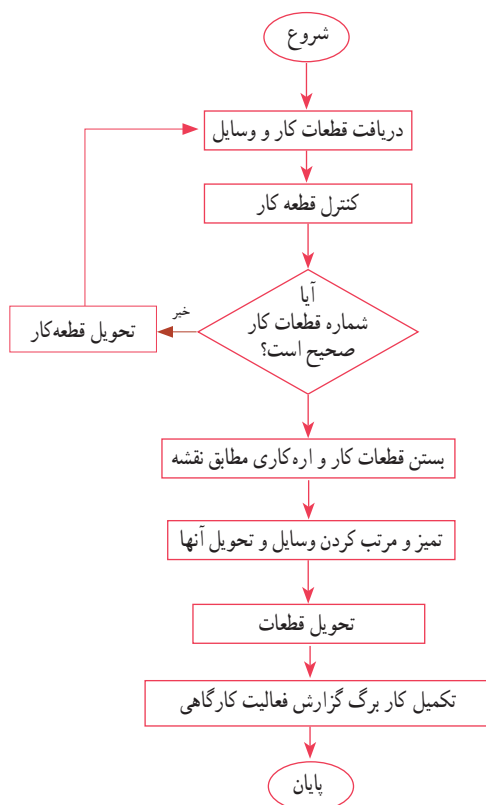 شروع
دریافت قطعات کار و وسایل
کنترل قطعه کار
آیا
شماره قطعات کار
صحیح است؟
خیر
تحویل قطعه‌کار
بستن قطعات کار و اره‌کاری مطابق نقشه
تمیز و مرتب کردن وسایل و تحویل آنها
تحویل قطعات
تکمیل کار برگ گزارش فعالیت کارگاهی
پایان